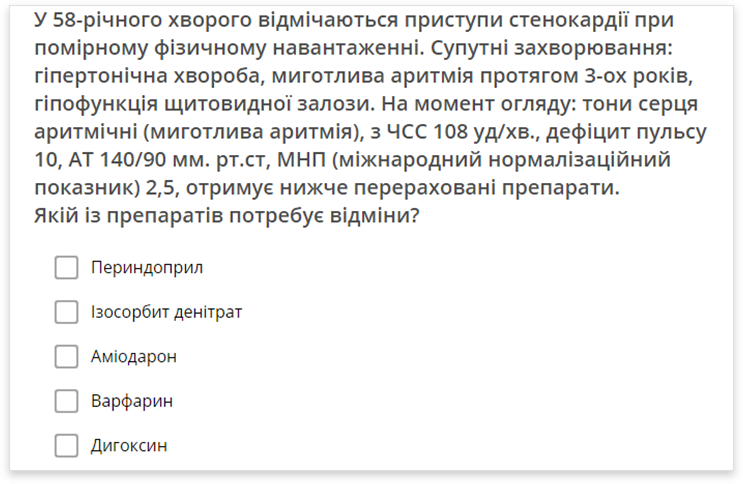 У 58-річного хворого відмічаються приступи стенокардії при
помірному фізичному навантаженні. Супутні захворювання:
гіпертонічна хвороба, миготлива аритмія протягом 3-ох років,
гіпофункція щитовидної залози. На момент огляду: тони серця
аритмічні (миготлива аритмія), з ЧСС 108 уд/хв., дефіцит пульсу
10, АТ 140/90 мм. рт.ст, МНП (міжнародний нормалізаційний
показник) 2,5, отримує нижче перераховані препарати.
Якій із препаратів потребує відміни?
Периндоприл
Ізосорбит денітрат
Аміодарон
Варфарин
Дигоксин